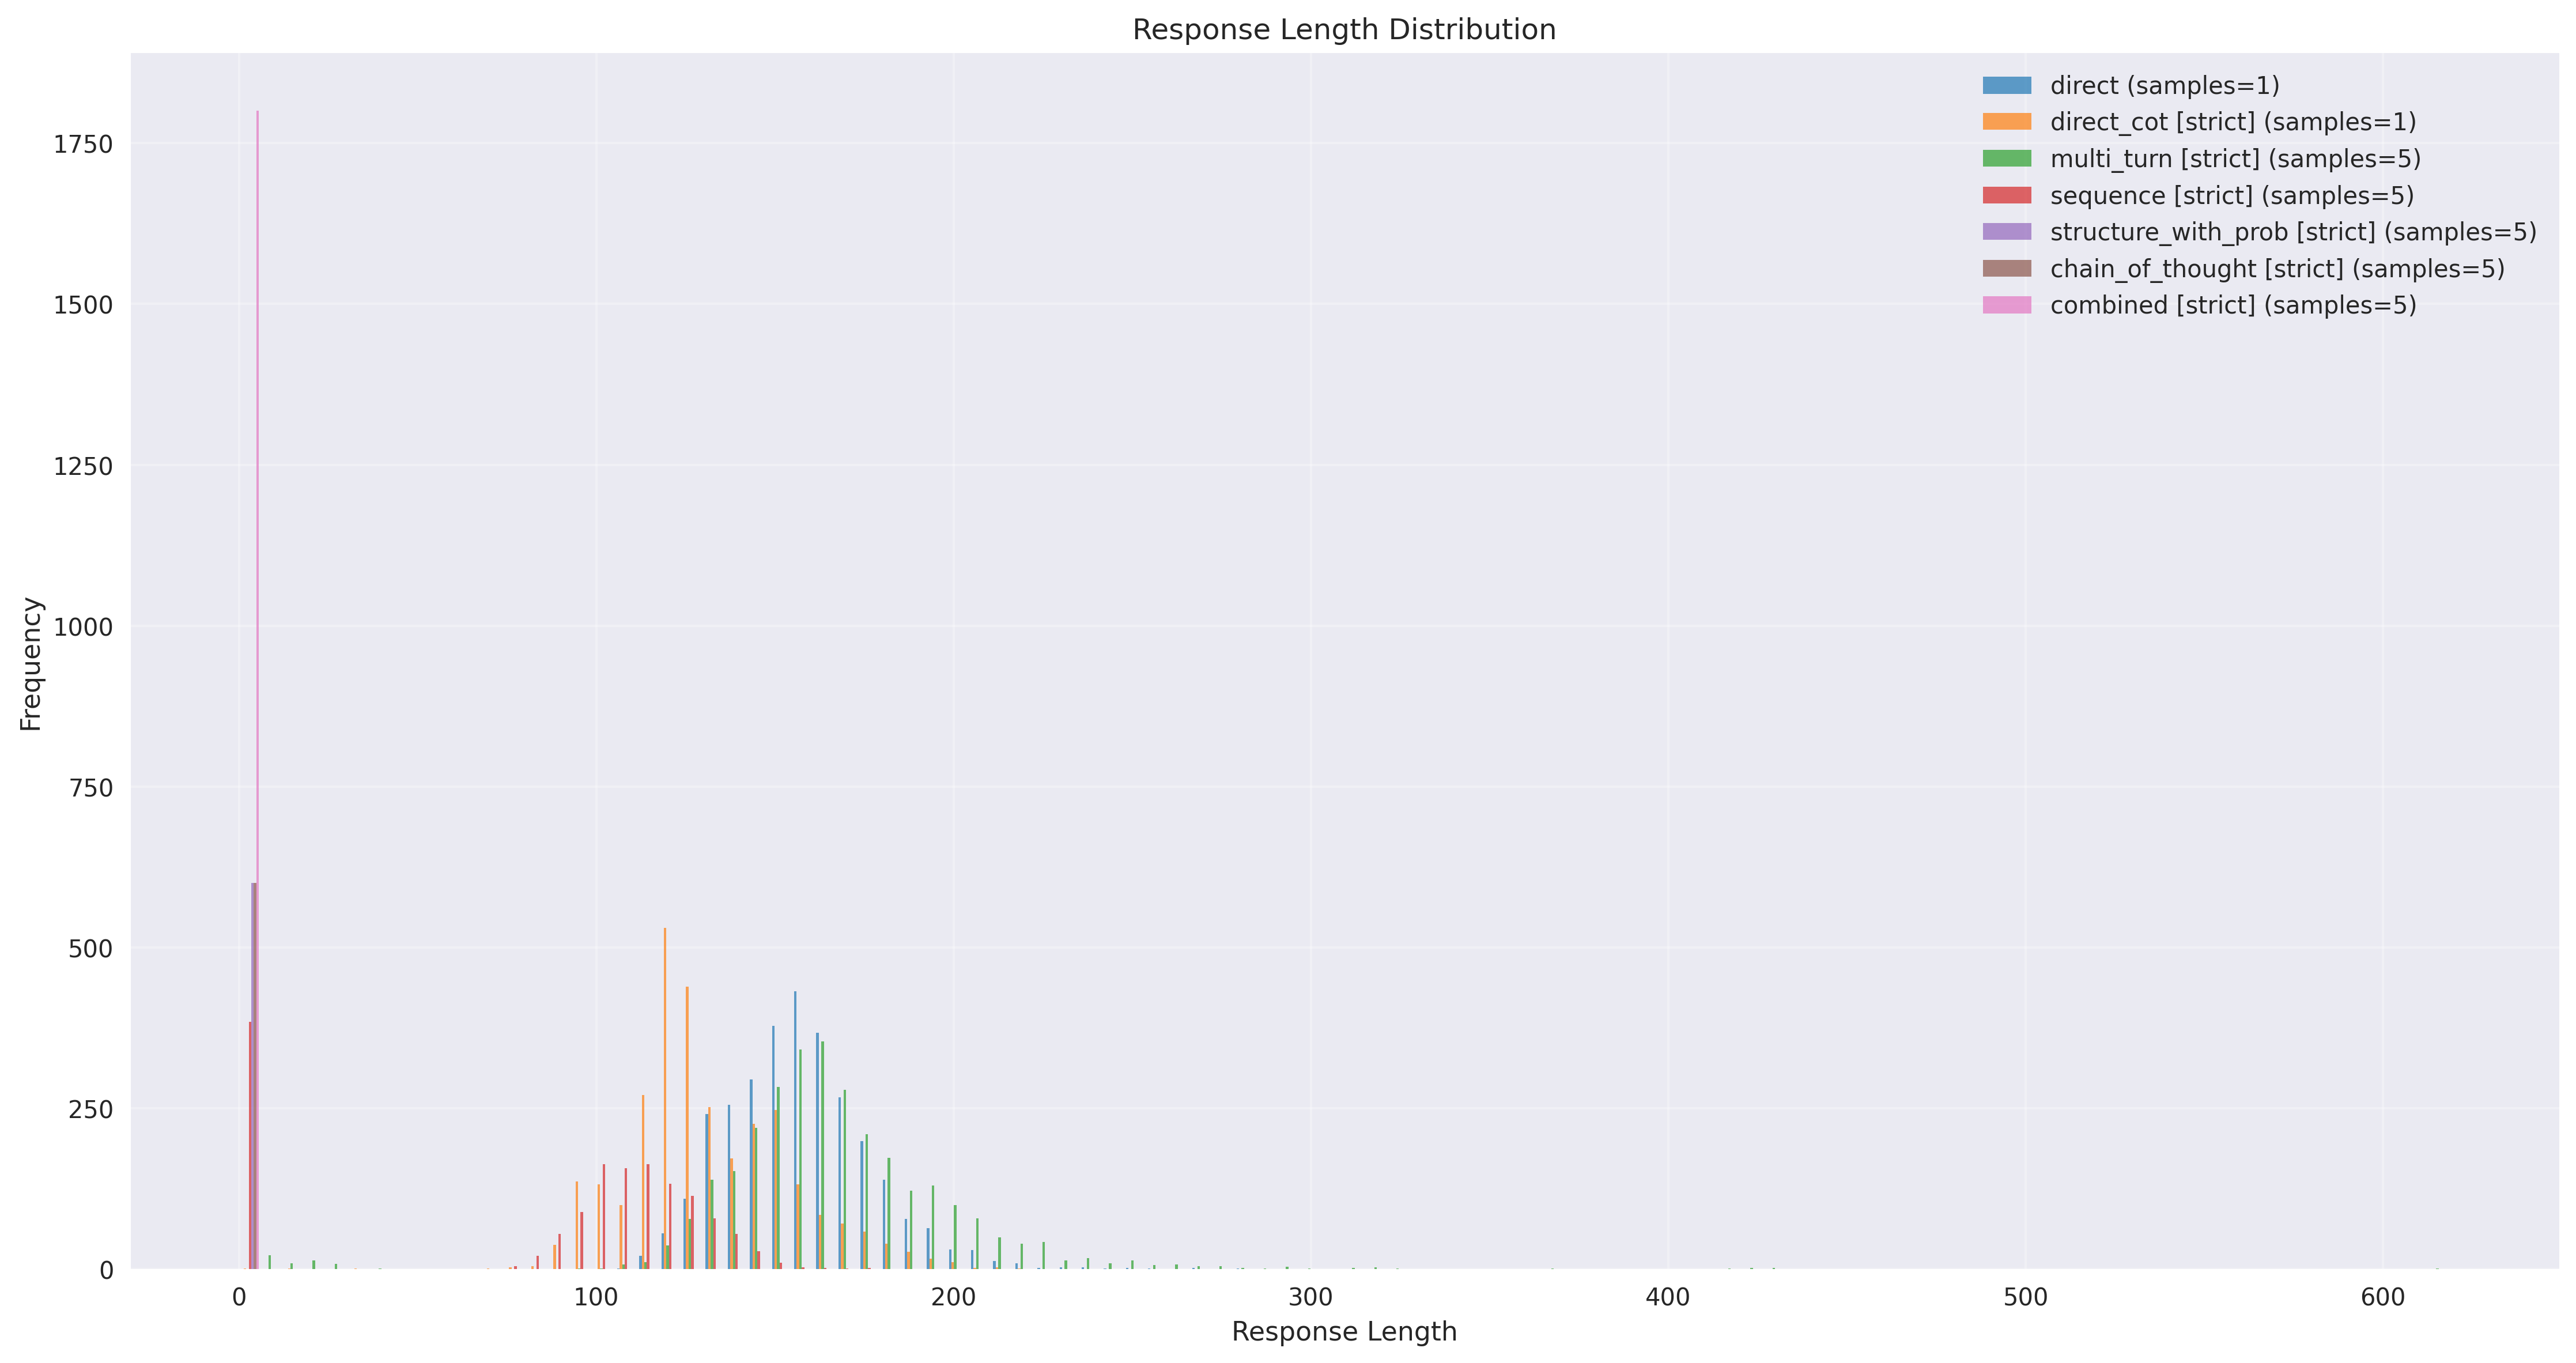 Response Length Distribution
direct (samples=1)
direct_cot [strict] (samples=1)
multi_turn [strict] (samples=5)
sequence [strict] (samples=5)
structure_with_prob [strict] (samples=5)
chain_of_thought [strict] (samples=5)
combined [strict] (samples=5)
1750
1500
1250
1000
750
500
250
0
Frequency
0 100 200 300 400 500 600
Response Length